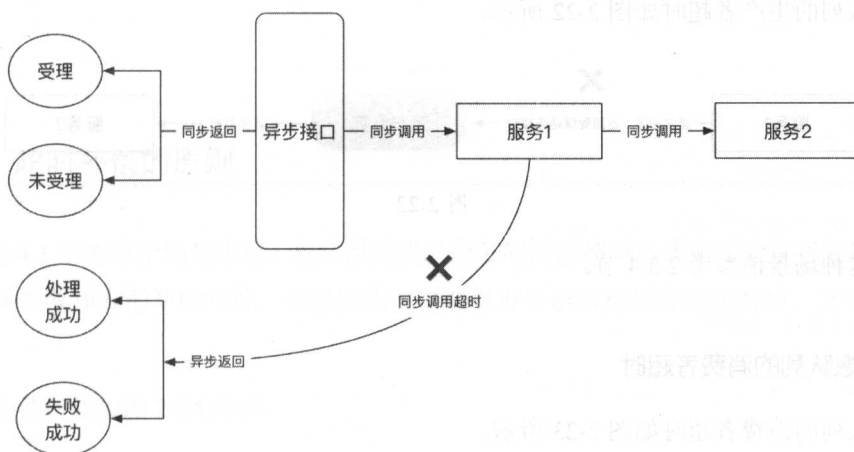 受理
未受理
同步返回
异步接口
同步调用
服务1
同步调用
服务2
同步调用超时
异步返回
处理
成功
失败
成功